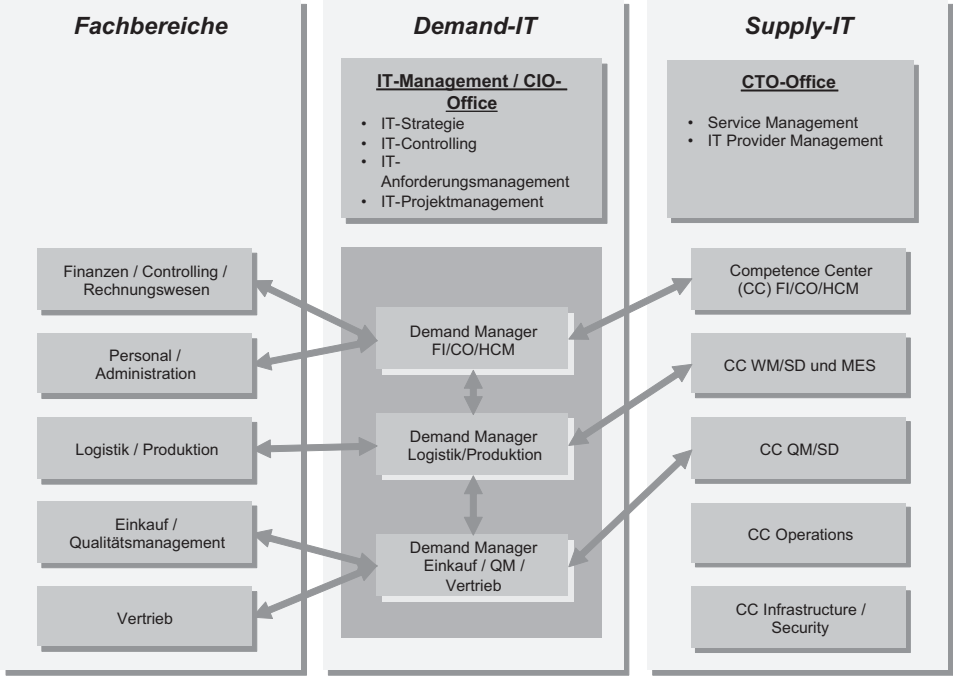 Fachbereiche
Finanzen / Controlling /
Rechnungswesen
Personal /
Administration
Logistik / Produktion
Einkauf /
Qualitätsmanagement
Vertrieb
Demand-IT
IT-Management / CIO-
Office
• IT-Strategie
• IT-Controlling
• IT-
Anforderungsmanagement
• IT-Projektmanagement
Demand Manager
FI/CO/HCM
Demand Manager
Logistik/Produktion
Demand Manager
Einkauf / QM /
Vertrieb
Supply-IT
CTO-Office
• Service Management
• IT Provider Management
Competence Center
(CC) FI/CO/HCM
CC WM/SD und MES
CC QM/SD
CC Operations
CC Infrastructure /
Security